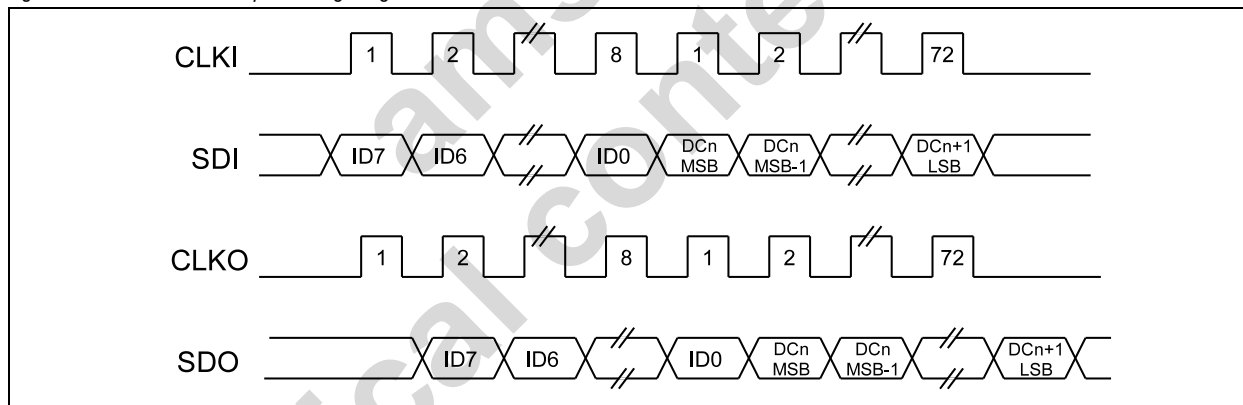 CLKI 1 2 8 1 2 72
SDI ID7 ID6 ID0 DCn MSB DCn MSB-1 DCn+1 LSB
CLKO 1 2 8 1 2 72
SDO ID7 ID6 ID0 DCn MSB DCn MSB-1 DCn+1 LSB